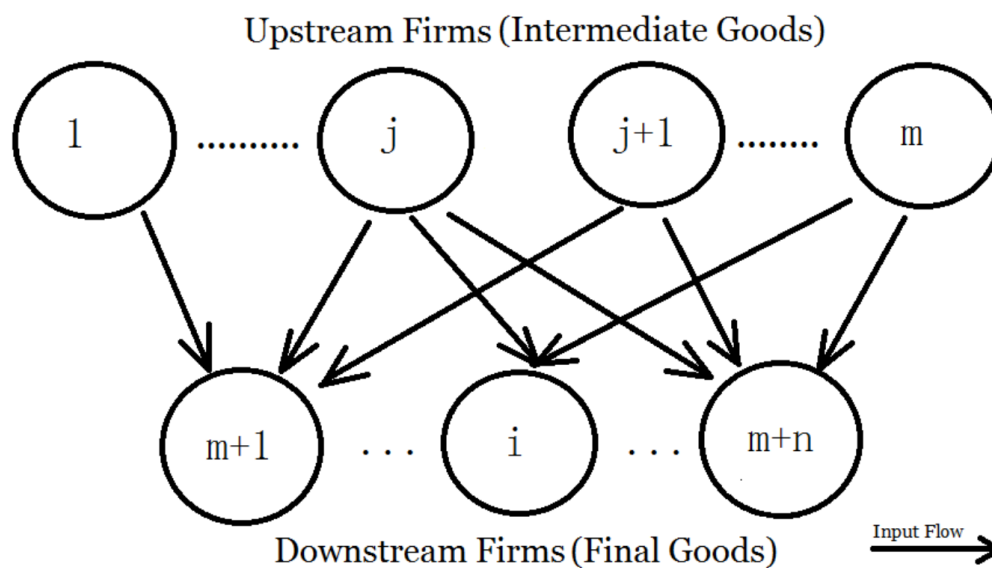 Upstream Firms (Intermediate Goods)
1 .......... j j+1 ........ m
m+1 ... i ... m+n
Input Flow
Downstream Firms (Final Goods)